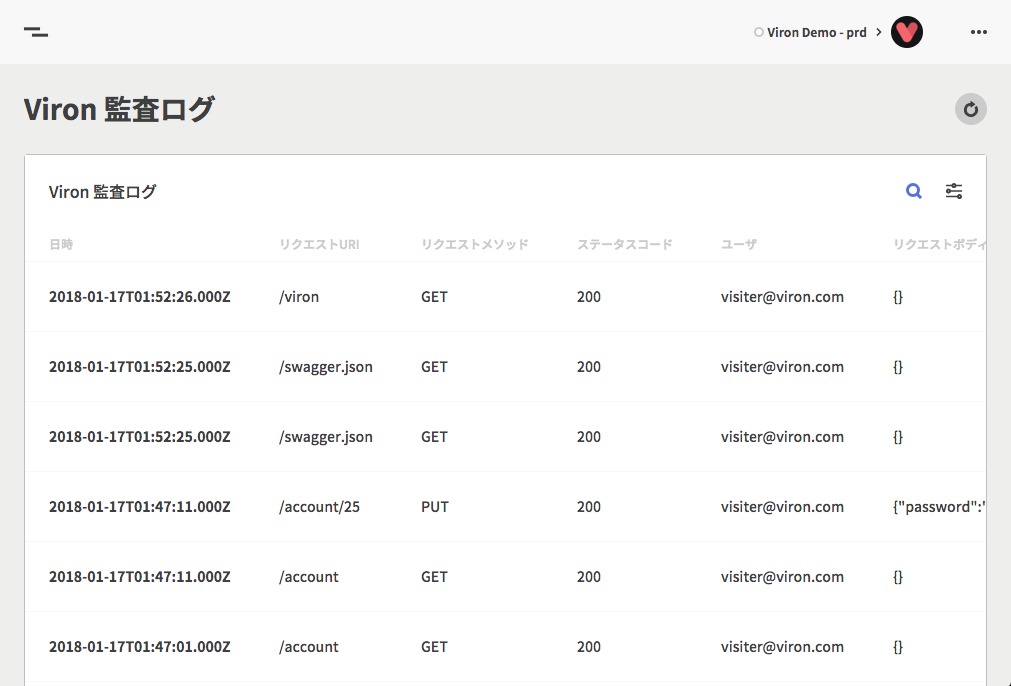 Viron Demo - prd
Viron 監査ログ
Viron 監査ログ
日時 リクエストURI リクエストメソッド ステータスコード ユーザ リクエストボディ
2018-01-17T01:52:26.000Z /viron GET 200 visiter@viron.com {}
2018-01-17T01:52:25.000Z /swagger.json GET 200 visiter@viron.com {}
2018-01-17T01:52:25.000Z /swagger.json GET 200 visiter@viron.com {}
2018-01-17T01:47:11.000Z /account/25 PUT 200 visiter@viron.com {"password":"
2018-01-17T01:47:11.000Z /account GET 200 visiter@viron.com {}
2018-01-17T01:47:01.000Z /account GET 200 visiter@viron.com {}